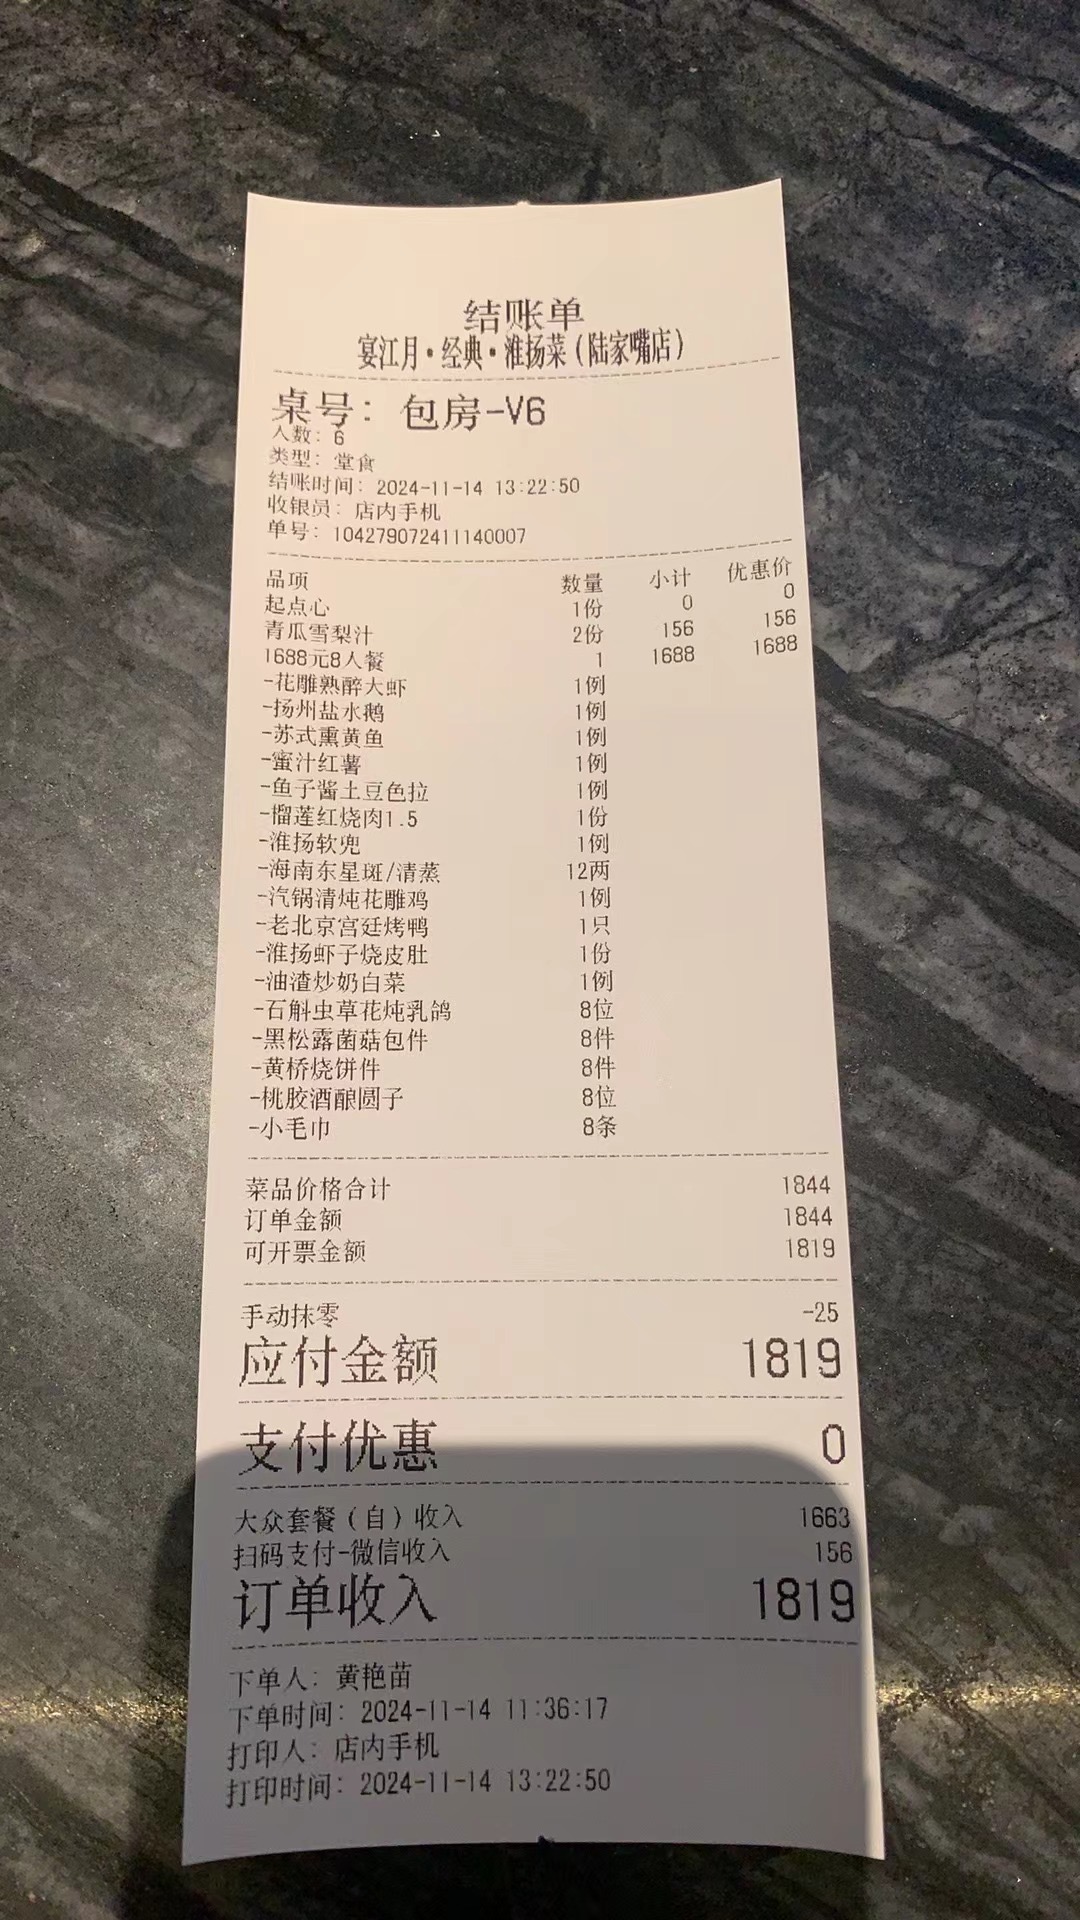 结账单
宴江月·经典·淮扬菜(陆家嘴店)
桌号: 包房-V6
人数: 6
类型: 堂食
结账时间: 2024-11-14 13:22:50
收银员: 店内手机
单号: 104279072411140007
品项 数量 小计 优惠价
起点心 1份 0 0
青瓜雪梨汁 2份 156 156
1688元8人餐 1 1688 1688
-花雕熟醉大虾 1例
-扬州盐水鹅 1例
-苏式熏黄鱼 1例
-蜜汁红薯 1例
-鱼子酱土豆色拉 1例
-榴莲红烧肉1.5 1份
-淮扬软兜 1例
-海南东星斑/清蒸 12两
-汽锅清炖花雕鸡 1例
-老北京宫廷烤鸭 1只
-淮扬虾子烧皮肚 1份
-油渣炒奶白菜 1例
-石斛虫草花炖乳鸽 8位
-黑松露菌菇包件 8件
-黄桥烧饼件 8件
-桃胶酒酿圆子 8位
-小毛巾 8条
菜品价格合计 1844
订单金额 1844
可开票金额 1819
手动抹零 -25
应付金额 1819
支付优惠 0
大众套餐(自)收入 1663
扫码支付-微信收入 156
订单收入 1819
下单人: 黄艳苗
下单时间: 2024-11-14 11:36:17
打印人: 店内手机
打印时间: 2024-11-14 13:22:50